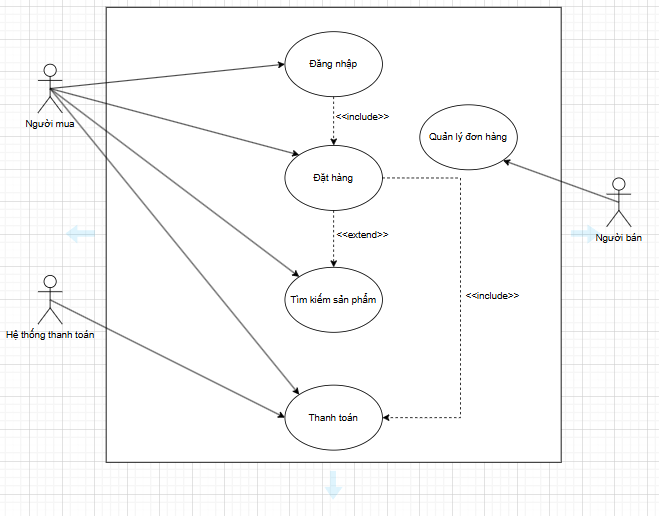 Đăng nhập
<<include>>
Người mua
Quản lý đơn hàng
Đặt hàng
<<extend>>
Người bán
Tìm kiếm sản phẩm
<<include>>
Hệ thống thanh toán
Thanh toán